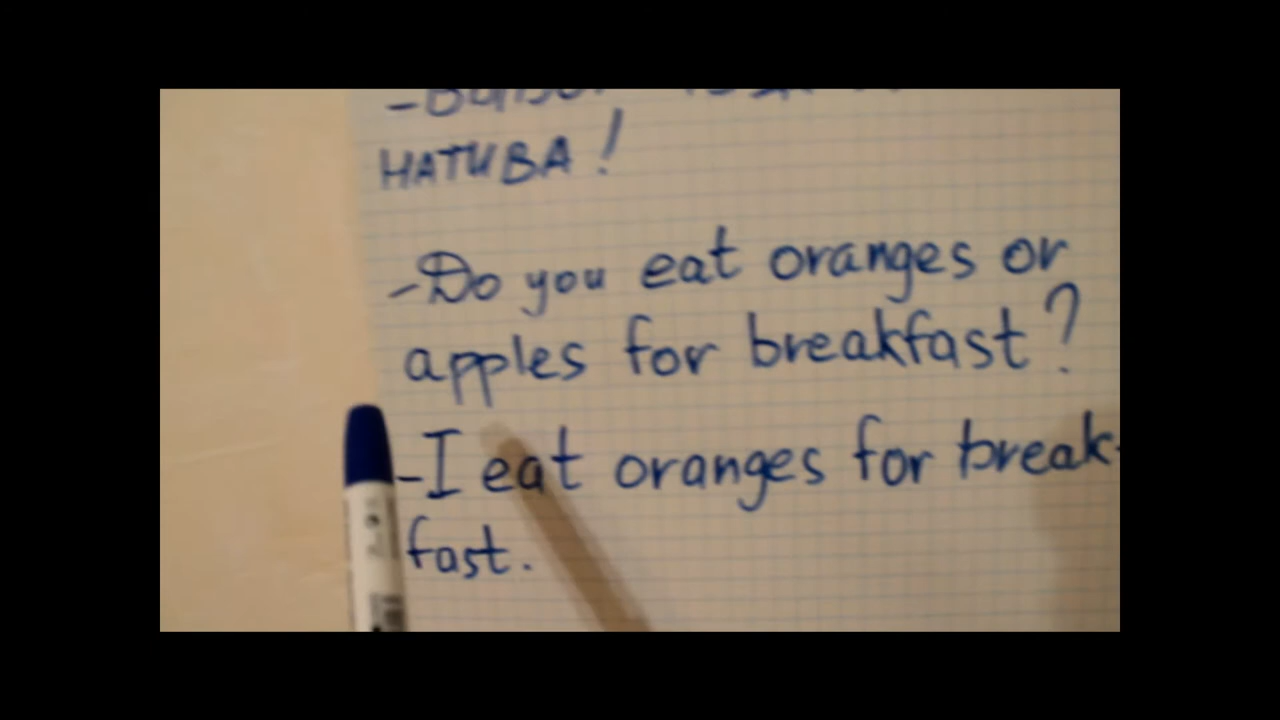 НАТИВА!
-Do you eat oranges or
apples for breakfast?
-I eat oranges for break-
fast.